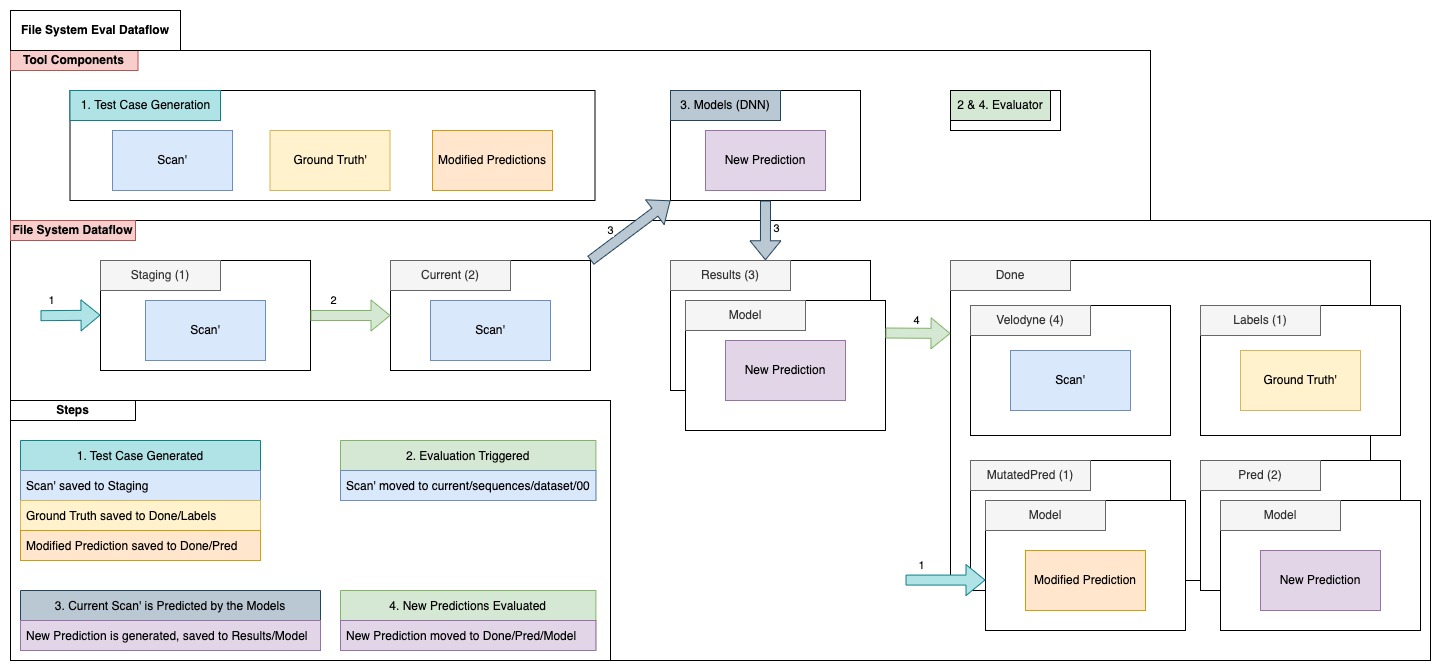 File System Eval Dataflow
Tool Components
1. Test Case Generation
Scan'
Ground Truth'
Modified Predictions
3. Models (DNN)
New Prediction
2 & 4. Evaluator
File System Dataflow
1
Staging (1)
Scan'
2
Current (2)
Scan'
3
3
Results (3)
Model
New Prediction
4
Done
Velodyne (4)
Scan'
Labels (1)
Ground Truth'
MutatedPred (1)
Model
1
Modified Prediction
Pred (2)
Model
New Prediction
Steps
1. Test Case Generated
Scan' saved to Staging
Ground Truth saved to Done/Labels
Modified Prediction saved to Done/Pred
2. Evaluation Triggered
Scan' moved to current/sequences/dataset/00
3. Current Scan' is Predicted by the Models
New Prediction is generated, saved to Results/Model
4. New Predictions Evaluated
New Prediction moved to Done/Pred/Model